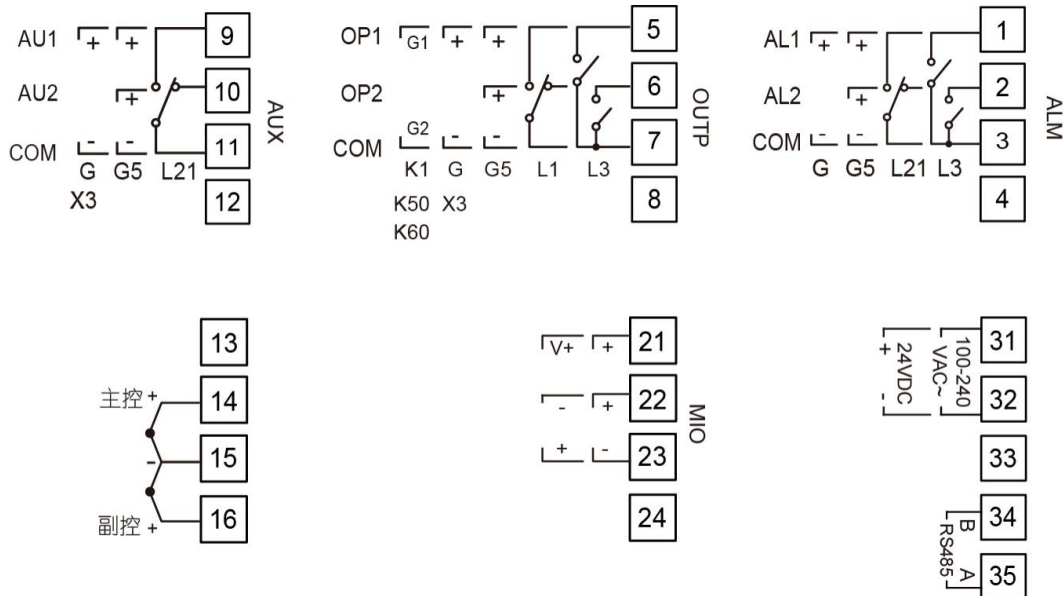 AU1 + + 9
AU2 + 10
COM - - 11
G G5 L21
X3 12
AUX
OP1 G1 + + 5
OP2 + 6
COM G2 - - 7
K1 G G5 L1 L3
K50 X3 8
K60
OUTP
AL1 + + 1
AL2 + 2
COM - - 3
G G5 L21 L3
4
ALM
13
主控 + 14
- 15
副控 + 16
V+ + 21
- + 22
+ - 23
24
MIO
+ - 24VDC
100-240
VAC~
31
32
33
B 34
A 35
RS485